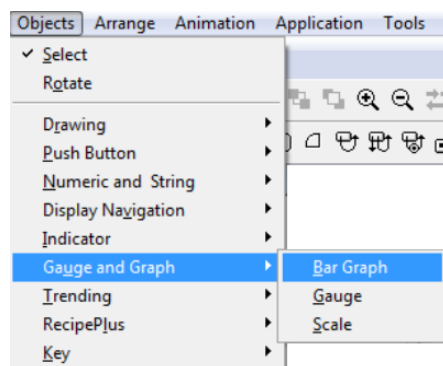 Objects Arrange Animation Application Tools
Select
Rotate
Drawing
Push Button
Numeric and String
Display Navigation
Indicator
Gauge and Graph
Bar Graph
Trending
Gauge
RecipePlus
Scale
Key